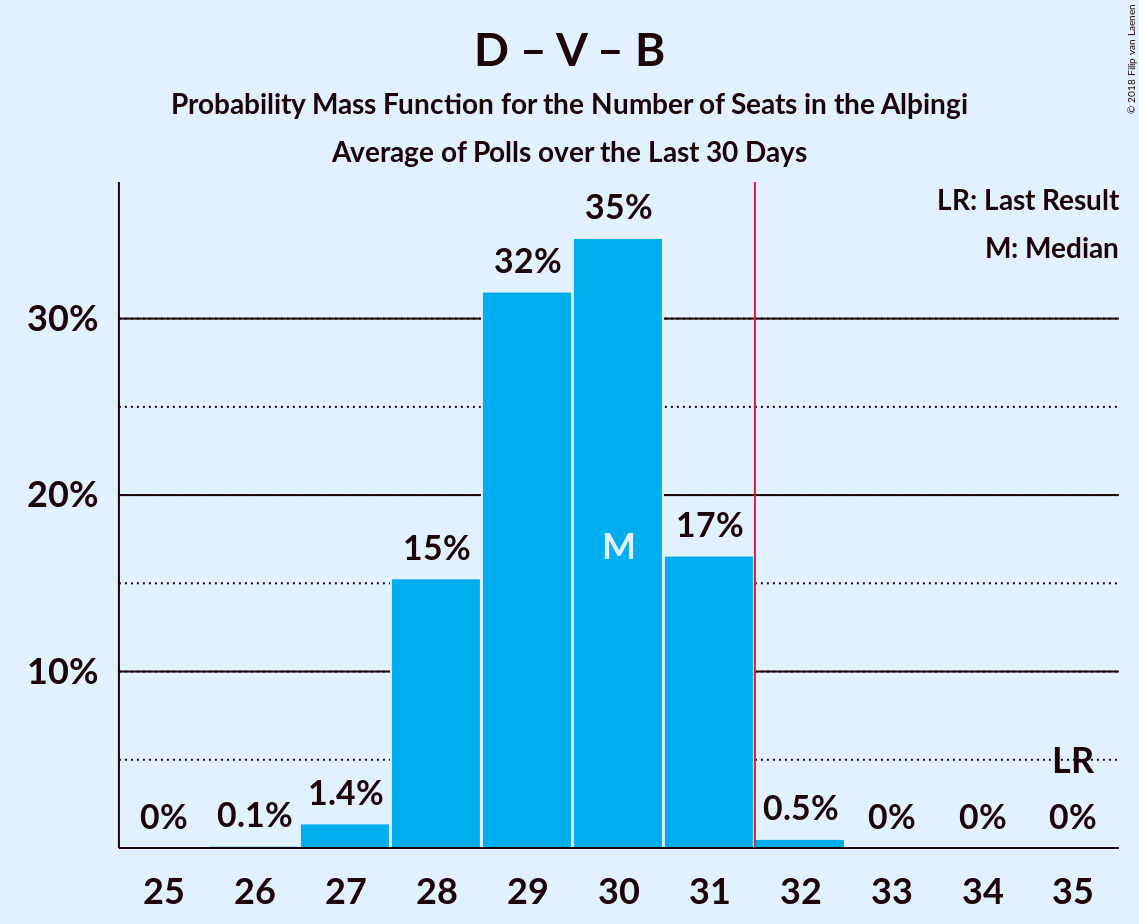 D – V – B
Probability Mass Function for the Number of Seats in the Alþingi
Average of Polls over the Last 30 Days
© 2018 Filip van Laenen
LR: Last Result
M: Median
35%
32%
30%
20%
17%
M
15%
10%
LR
1.4%
0% 0.1% 0.5% 0% 0% 0%
25 26 27 28 29 30 31 32 33 34 35